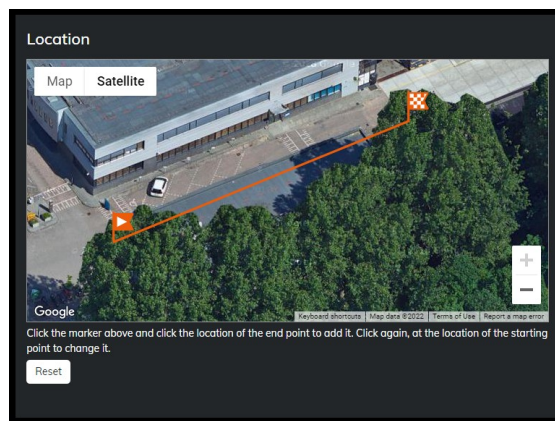 Location
Map Satellite
Google
Keyboard shortcuts Map data ©2022 Terms of Use Report a map error
Click the marker above and click the location of the end point to add it. Click again, at the location of the starting
point to change it.
Reset